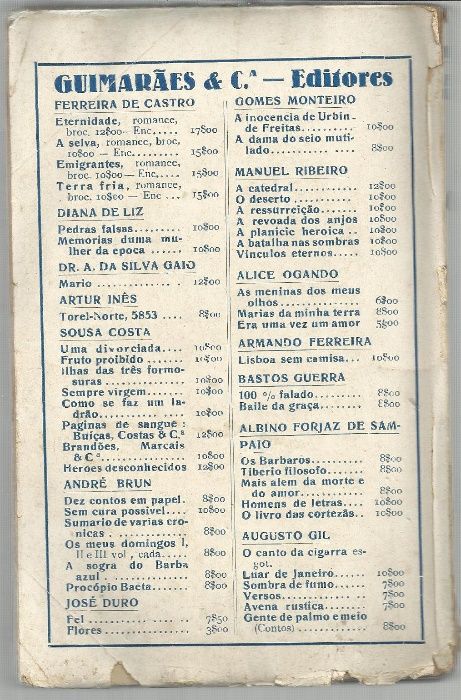 GUIMARÃES & C.ª — Editores
FERREIRA DE CASTRO
Eternidade, romance,
broc. 12$00 - Enc..... 17$00
A selva, romance, broc.
10$00 — Enc......... 15$00
Emigrantes, romance,
broc. 10$00 — Enc..... 15$00
Terra fria, romance,
broc. 10$00 — Enc ... 15$00
DIANA DE LIZ
Pedras falsas......... 10$00
Memorias duma mu-
lher da epoca ...... 10$00
DR. A. DA SILVA GAIO
Mario .............. 12$00
ARTUR INÊS
Torel-Norte, 5853 .... 8$00
SOUSA COSTA
Uma divorciada.... 10$00
Fruto proibido ....... 10$00
Ilhas das três formo-
suras ............. 10$00
Sempre virgem..... 10$00
Como se faz um la-
drão............... 10$00
Paginas de sangue :
Buíças, Costas & C.ª 12$00
Brandões, Marcais
& C.ª .............. 10$00
Heroes desconhecidos 12$00
ANDRÉ BRUN
Dez contos em papel. 8$00
Sem cura possivel.... 10$00
Sumario de varias cro-
nicas .............. 8$00
Os meus domingos I,
II e III vol , cada..... 8$00
A sogra do Barba
azul ............... 8$00
Procópio Baeta....... 8$00
JOSÉ DURO
Fel ................ 7$50
Flores .............. 3$00
GOMES MONTEIRO
A inocencia de Urbin-
de Freitas.......... 10$00
A dama do seio muti-
lado............ 8$00
MANUEL RIBEIRO
A catedral........... 12$00
O deserto ........... 10$00
A ressurreição...... 10$00
A revoada dos anjos 10$00
A planicie heroica .. 10$00
A batalha nas sombras 10$00
Vinculos eternos..... 10$00
ALICE OGANDO
As meninas dos meus
olhos.............. 6$00
Marias da minha terra 8$00
Era uma vez um amor 5$00
ARMANDO FERREIRA
Lisboa sem camisa... 10$00
BASTOS GUERRA
100 % falado......... 8$00
Baile da graça....... 8$00
ALBINO FORJAZ DE SAM-
PAIO
Os Barbaros.......... 8$00
Tiberio filosofo....... 8$00
Mais alem da morte e
do amor............ 8$00
Homens de letras.... 10$00
O livro das cortezãs.. 10$00
AUGUSTO GIL
O canto da cigarra es-
got.
Luar de Janeiro...... 10$00
Sombra de fumo..... 7$00
Versos .............. 7$00
Avena rustica........ 7$00
Gente de palmo e meio
(Contos) ........... 8$00